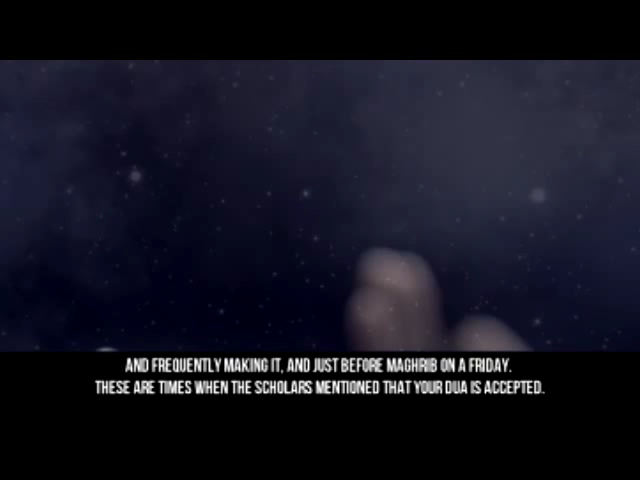 AND FREQUENTLY MAKING IT, AND JUST BEFORE MAGHRIB ON A FRIDAY.
THESE ARE TIMES WHEN THE SCHOLARS MENTIONED THAT YOUR DUA IS ACCEPTED.